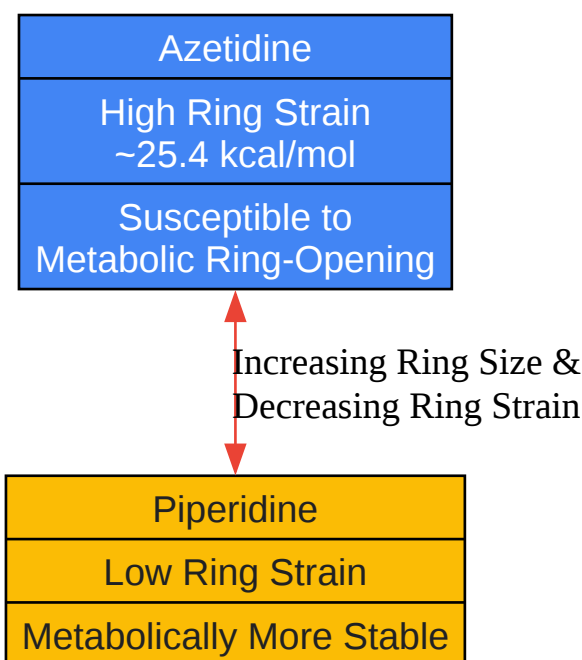 Azetidine
High Ring Strain
~25.4 kcal/mol
Susceptible to
Metabolic Ring-Opening
Increasing Ring Size &
Decreasing Ring Strain
Piperidine
Low Ring Strain
Metabolically More Stable